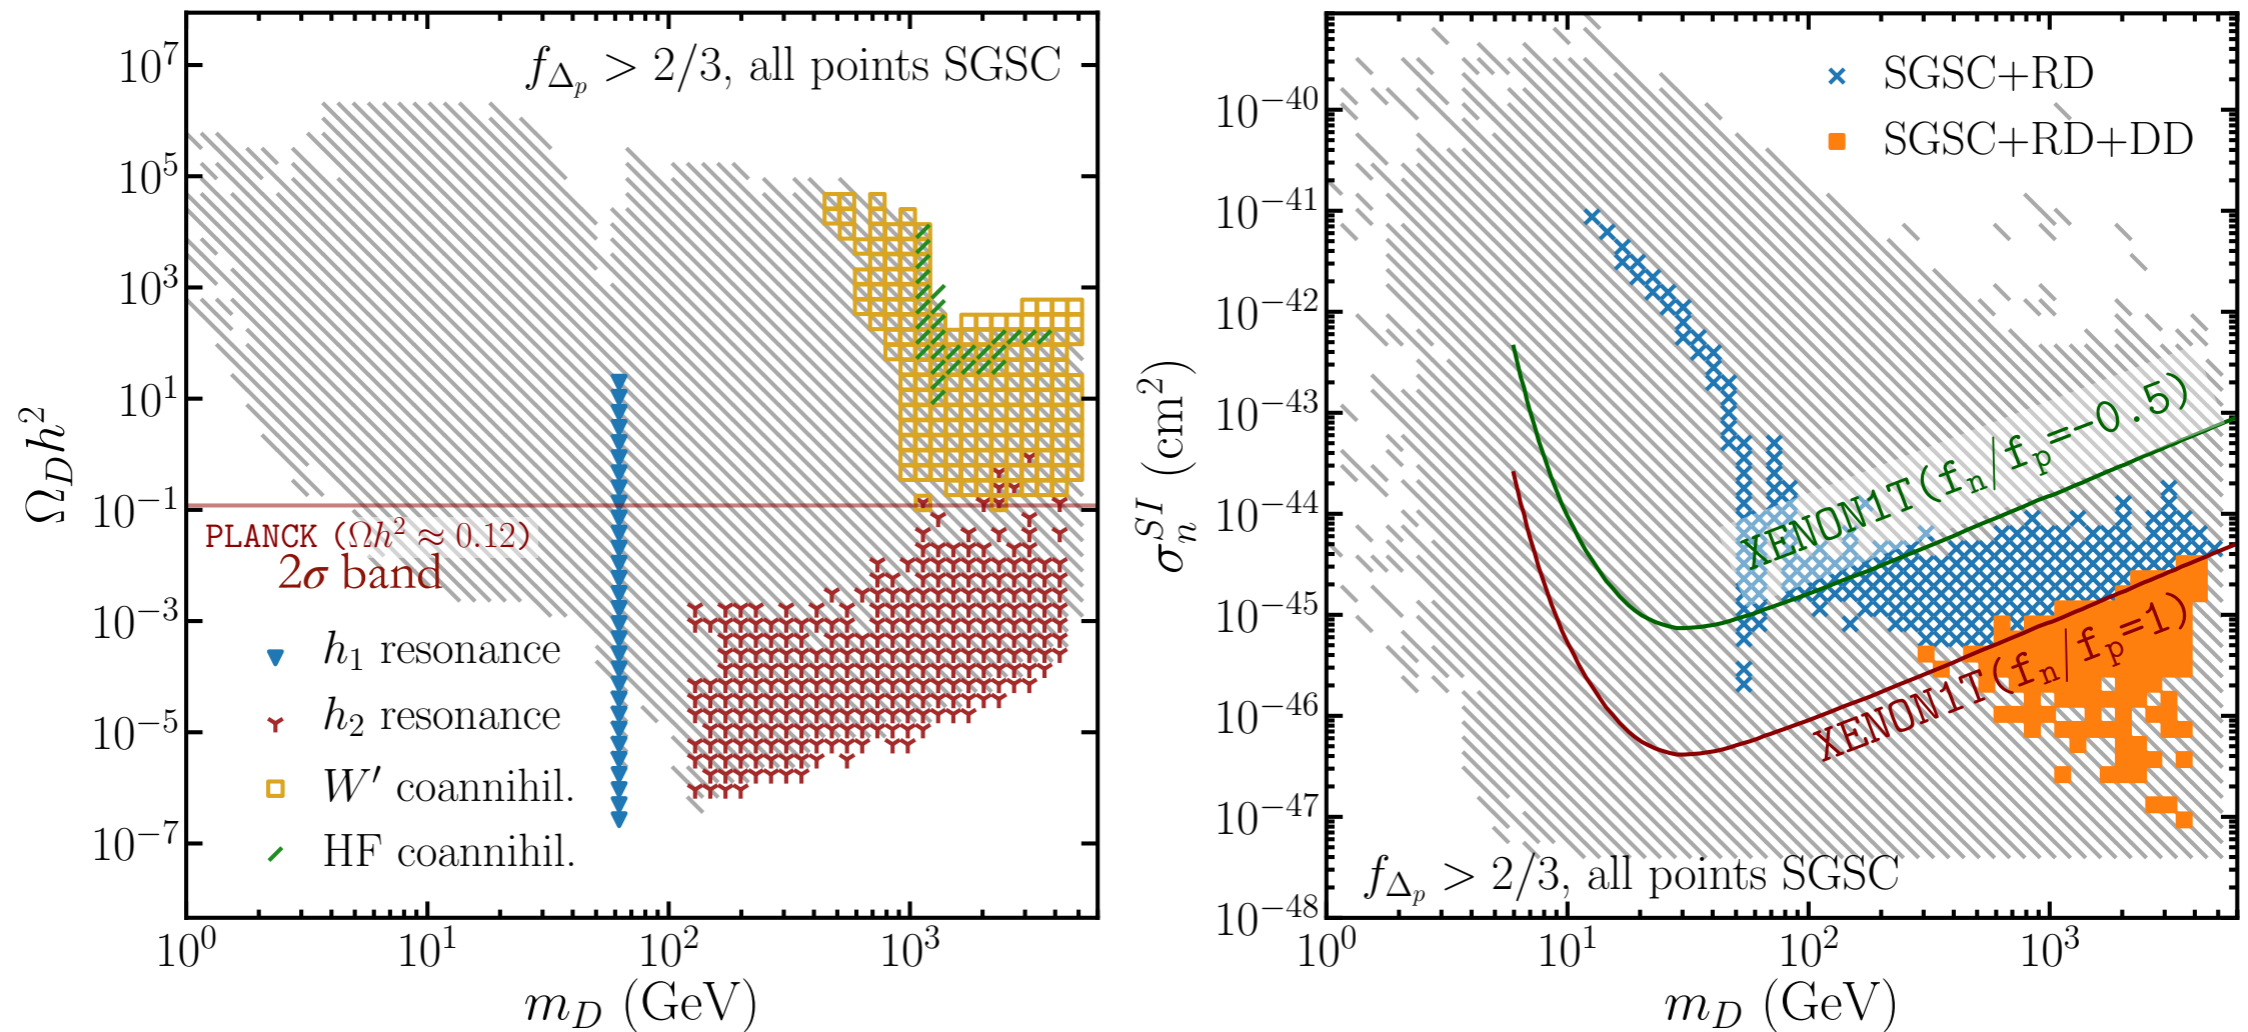 f_{Δ_p} > 2/3, all points SGSC
10^7
10^5
10^3
10^1
10^{-1}
10^{-3}
10^{-5}
10^{-7}
Ω_D h^2
PLANCK (Ωh^2 ≈ 0.12)
2σ band
h_1 resonance
h_2 resonance
W′ coannihil.
HF coannihil.
10^0
10^1
10^2
10^3
m_D (GeV)
SGSC+RD
SGSC+RD+DD
10^{-40}
10^{-41}
10^{-42}
10^{-43}
10^{-44}
10^{-45}
10^{-46}
10^{-47}
10^{-48}
σ_n^{SI} (cm^2)
XENON1T(f_n/f_p=-0.5)
XENON1T(f_n/f_p=1)
f_{Δ_p} > 2/3, all points SGSC
10^0
10^1
10^2
10^3
m_D (GeV)